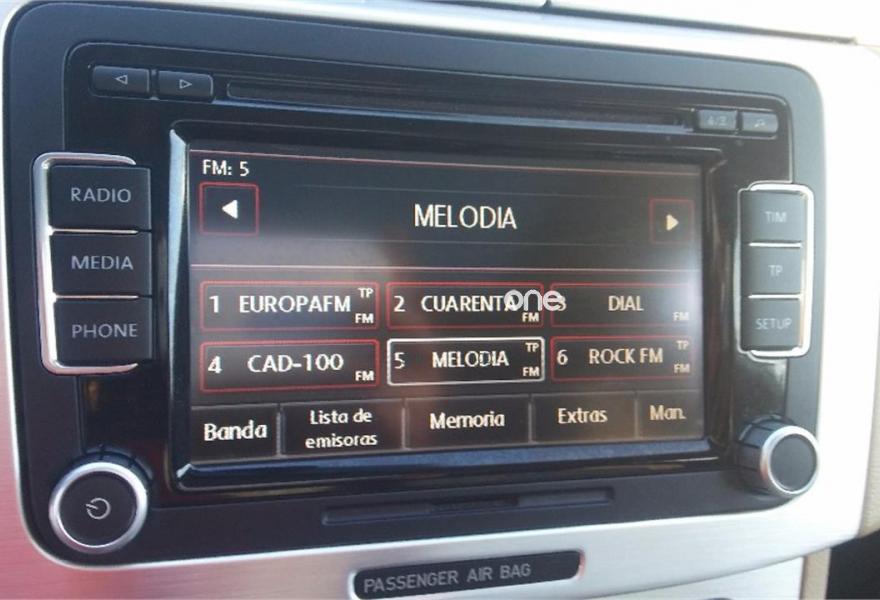 FM: 5
MELODIA
1 EUROPAFM TP FM
2 CUARENTA FM
3 DIAL FM
4 CAD-100 FM
5 MELODIA TP FM
6 ROCK FM TP FM
Banda
Lista de
emisoras
Memoria
Extras
Man.
RADIO
MEDIA
PHONE
TIM
TP
SETUP
one
PASSENGER AIR BAG